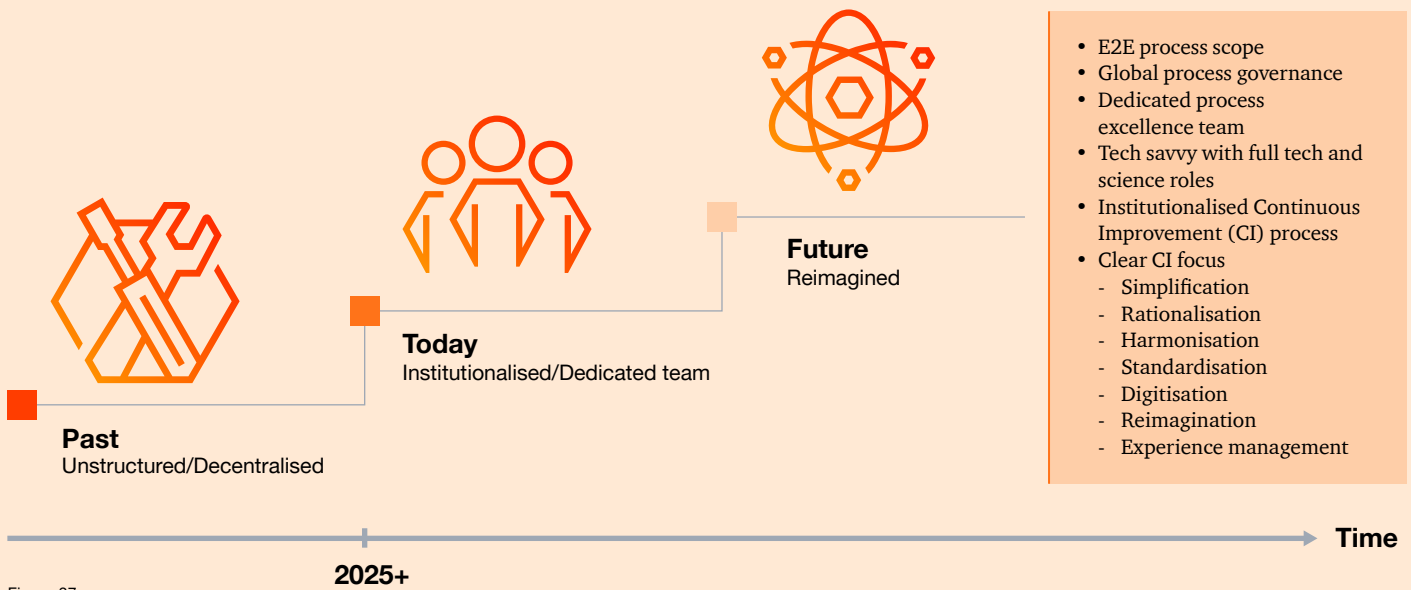 Past
Unstructured/Decentralised
Today
Institutionalised/Dedicated team
Future
Reimagined
• E2E process scope
• Global process governance
• Dedicated process
excellence team
• Tech savvy with full tech and
science roles
• Institutionalised Continuous
Improvement (CI) process
• Clear CI focus
- Simplification
- Rationalisation
- Harmonisation
- Standardisation
- Digitisation
- Reimagination
- Experience management
Time
2025+